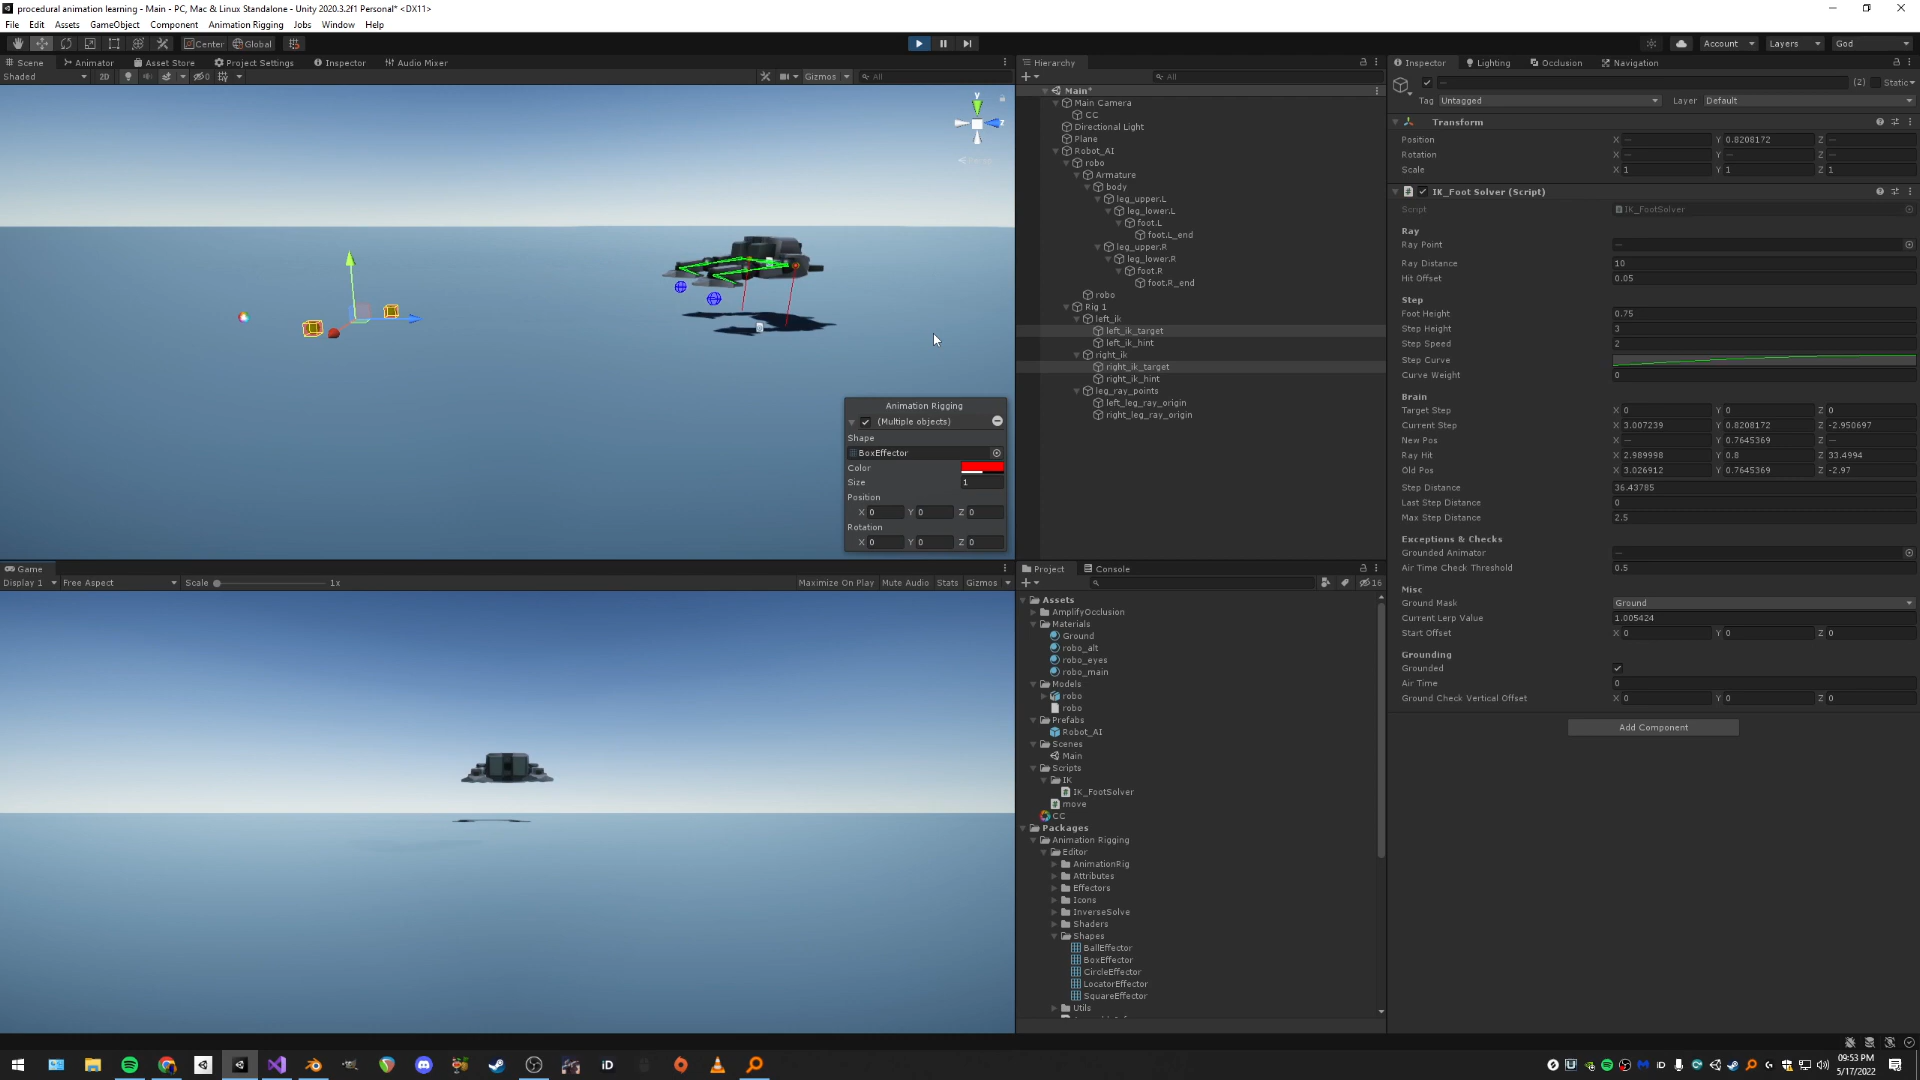 procedural animation learning - Main - PC, Mac & Linux Standalone - Unity 2020.3.2f1 Personal* <DX11>
File Edit Assets GameObject Component Animation Rigging Jobs Window Help
Center Global Account Layers God
Scene Animator Asset Store Project Settings Inspector Audio Mixer
Shaded 2D 0 Gizmos All
y
z
Animation Rigging
(Multiple objects)
Shape
BoxEffector
Color
Size 1
Position
X 0 Y 0 Z 0
Rotation
X 0 Y 0 Z 0
Game
Display 1 Free Aspect Scale 1x Maximize On Play Mute Audio Stats Gizmos
Hierarchy
All
Main*
Main Camera
CC
Directional Light
Plane
Robot_AI
robo
Armature
body
leg_upper.L
leg_lower.L
foot.L
foot.L_end
leg_upper.R
leg_lower.R
foot.R
foot.R_end
robo
Rig 1
left_ik
left_ik_target
left_ik_hint
right_ik
right_ik_target
right_ik_hint
leg_ray_points
left_leg_ray_origin
right_leg_ray_origin
Project Console
16
Assets
AmplifyOcclusion
Materials
Ground
robo_alt
robo_eyes
robo_main
Models
robo
robo
Prefabs
Robot_AI
Scenes
Main
Scripts
IK
IK_FootSolver
move
CC
Packages
Animation Rigging
Editor
AnimationRig
Attributes
Effectors
Icons
InverseSolve
Shaders
Shapes
BallEffector
BoxEffector
CircleEffector
LocatorEffector
SquareEffector
Utils
Inspector Lighting Occlusion Navigation
— (2) Static
Tag Untagged Layer Default
Transform
Position X — Y 0.8208172 Z —
Rotation X — Y — Z —
Scale X 1 Y 1 Z 1
IK_Foot Solver (Script)
Script IK_FootSolver
Ray
Ray Point —
Ray Distance 10
Hit Offset 0.05
Step
Foot Height 0.75
Step Height 3
Step Speed 2
Step Curve
Curve Weight 0
Brain
Target Step X 0 Y 0 Z 0
Current Step X 3.007239 Y 0.8208172 Z -2.950697
New Pos X — Y 0.7645369 Z —
Ray Hit X 2.989998 Y 0.8 Z 33.4994
Old Pos X 3.026912 Y 0.7645369 Z -2.97
Step Distance 36.43785
Last Step Distance 0
Max Step Distance 2.5
Exceptions & Checks
Grounded Animator —
Air Time Check Threshold 0.5
Misc
Ground Mask Ground
Current Lerp Value 1.005424
Start Offset X 0 Y 0 Z 0
Grounding
Grounded
Air Time 0
Ground Check Vertical Offset X 0 Y 0 Z 0
Add Component
iD
09:53 PM
5/17/2022